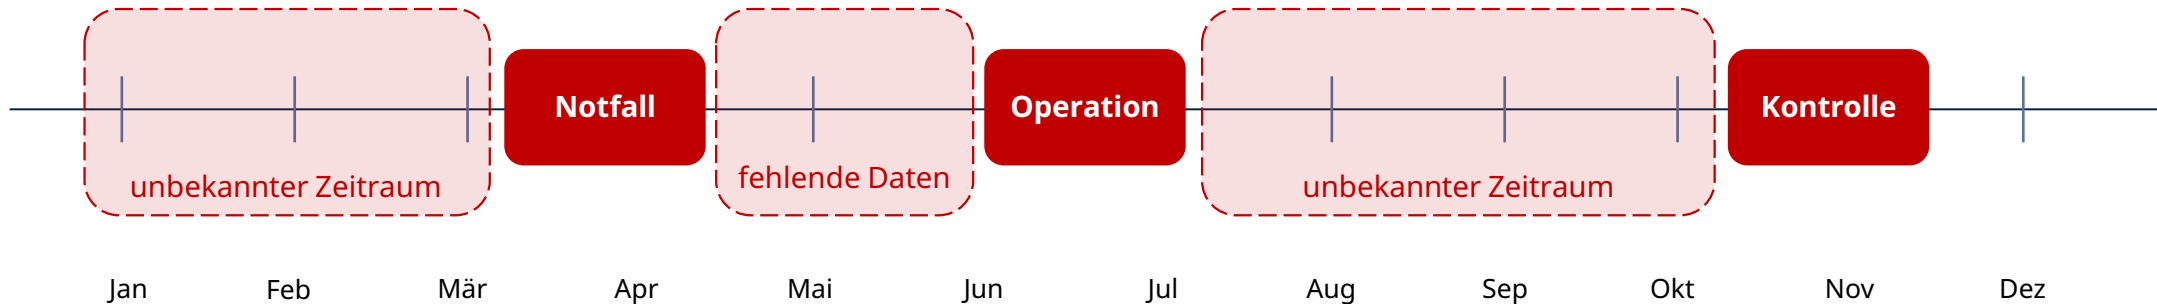 Notfall
Operation
Kontrolle
unbekannter Zeitraum
fehlende Daten
unbekannter Zeitraum
Jan Feb Mär Apr Mai Jun Jul Aug Sep Okt Nov Dez